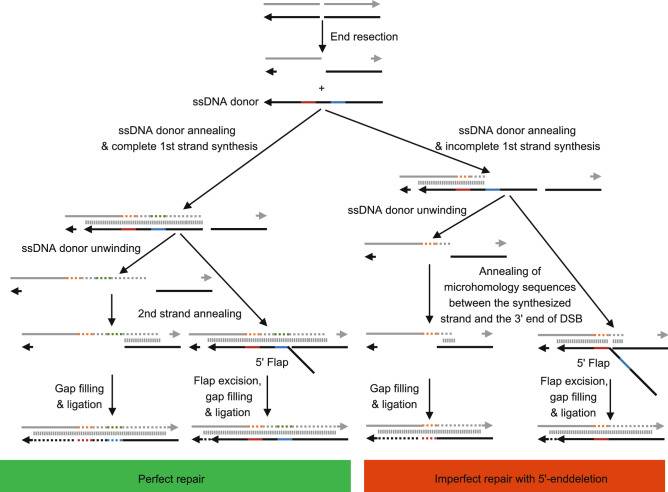 End resection
+
ssDNA donor
ssDNA donor annealing
& complete 1st strand synthesis
ssDNA donor annealing
& incomplete 1st strand synthesis
ssDNA donor unwinding
ssDNA donor unwinding
Annealing of
microhomology sequences
between the synthesized
strand and the 3' end of DSB
2nd strand annealing
5' Flap
5' Flap
Gap filling
& ligation
Flap excision,
gap filling
& ligation
Gap filling
& ligation
Flap excision,
gap filling
& ligation
Perfect repair
Imperfect repair with 5'-enddeletion